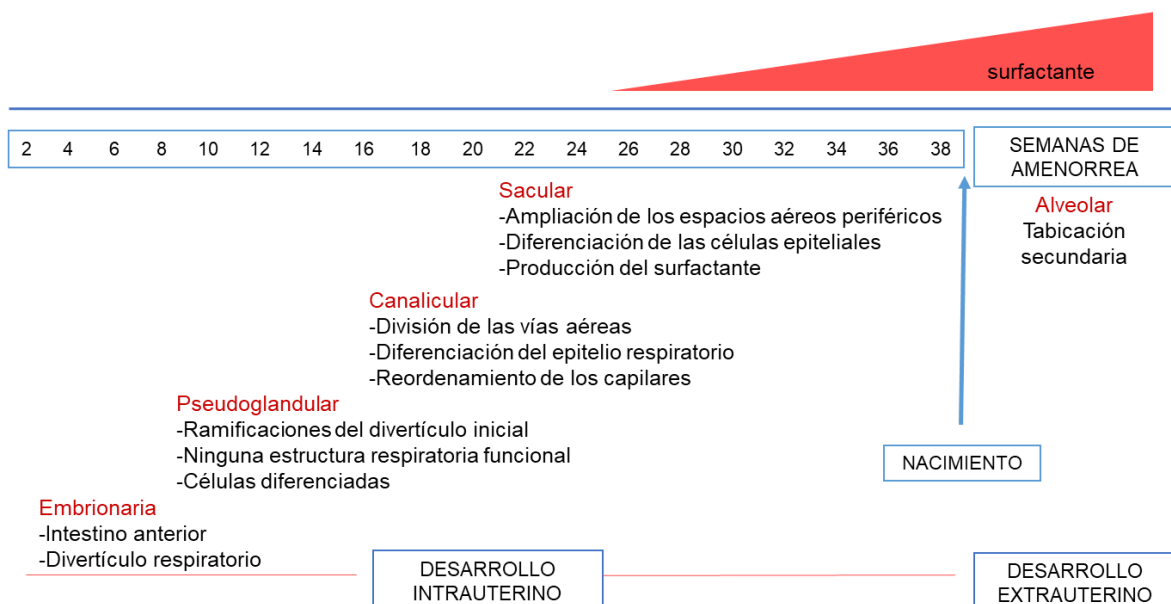 surfactante
2 4 6 8 10 12 14 16 18 20 22 24 26 28 30 32 34 36 38
SEMANAS DE
AMENORREA
Sacular
-Ampliación de los espacios aéreos periféricos
-Diferenciación de las células epiteliales
-Producción del surfactante
Alveolar
Tabicación
secundaria
Canalicular
-División de las vías aéreas
-Diferenciación del epitelio respiratorio
-Reordenamiento de los capilares
Pseudoglandular
-Ramificaciones del divertículo inicial
-Ninguna estructura respiratoria funcional
-Células diferenciadas
NACIMIENTO
Embrionaria
-Intestino anterior
-Divertículo respiratorio
DESARROLLO
INTRAUTERINO
DESARROLLO
EXTRAUTERINO